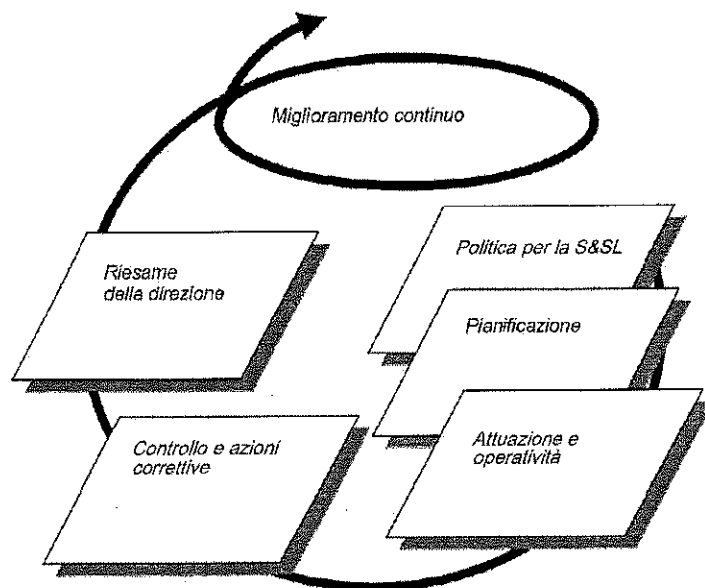 Miglioramento continuo
Politica per la S&SL
Pianificazione
Attuazione e
operatività
Controllo e azioni
correttive
Riesame
della direzione